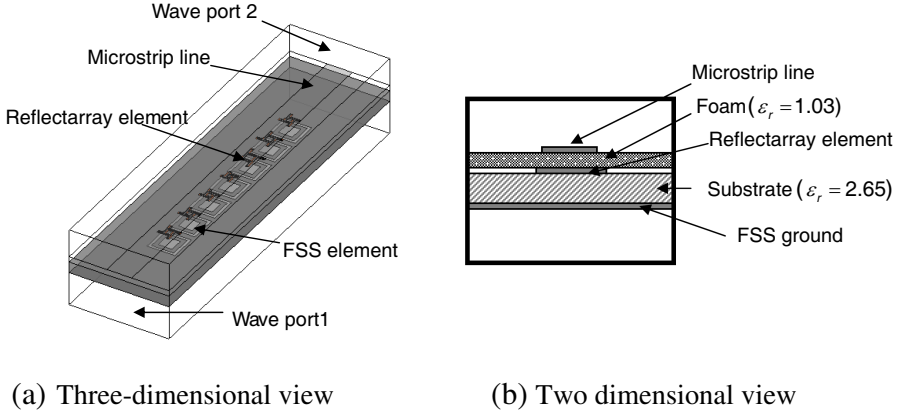 Wave port 2
Microstrip line
Reflectarray element
FSS element
Wave port1
Microstrip line
Foam(εr =1.03)
Reflectarray element
Substrate(εr =2.65)
FSS ground
(a) Three-dimensional view
(b) Two dimensional view